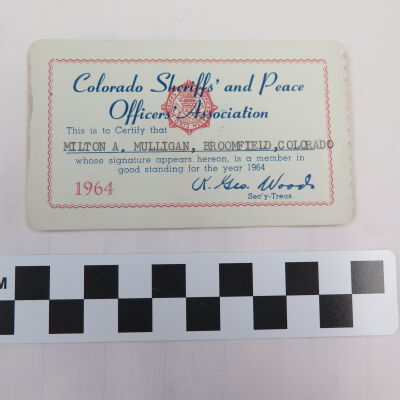 Colorado Sheriffs' and Peace
Officers' Association
This is to Certify that
MILTON A. MULLIGAN, BROOMFIELD, COLORADO
whose signature appears hereon, is a member in
good standing for the year 1964
1964
R. Geo. Woods
Sec'y-Treas
M